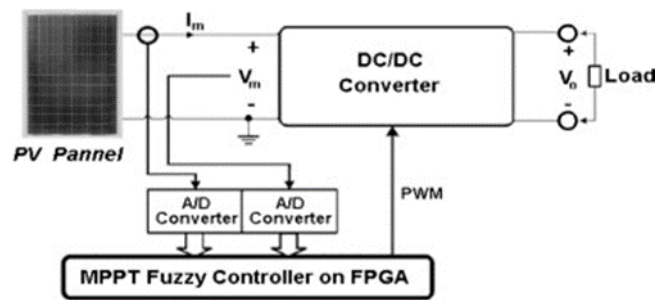 Im
+
Vm
-
DC/DC
Converter
+
Vo
-
Load
PV Pannel
A/D
Converter
A/D
Converter
PWM
MPPT Fuzzy Controller on FPGA